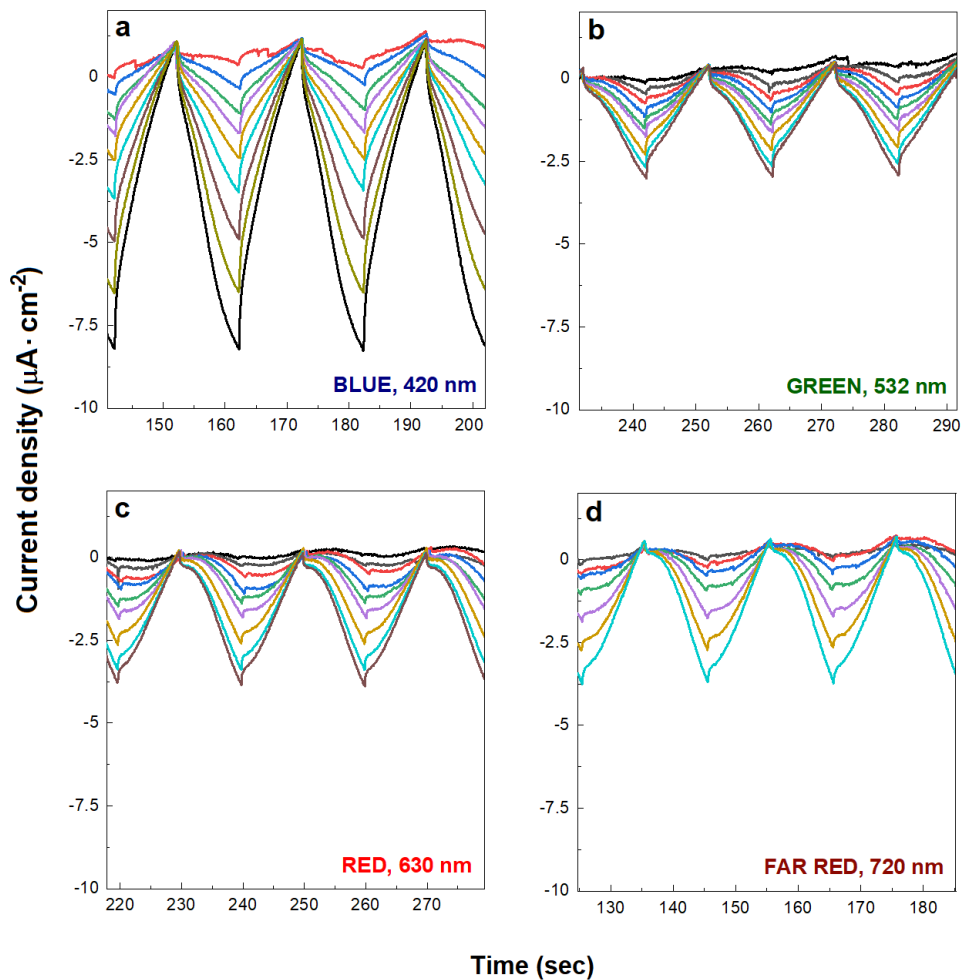 a
0
-2.5
-5
-7.5
-10
150 160 170 180 190 200
BLUE, 420 nm
b
0
-2.5
-5
-7.5
-10
240 250 260 270 280 290
GREEN, 532 nm
Current density (µA·cm⁻²)
c
0
-2.5
-5
-7.5
-10
220 230 240 250 260 270
RED, 630 nm
d
0
-2.5
-5
-7.5
-10
130 140 150 160 170 180
FAR RED, 720 nm
Time (sec)